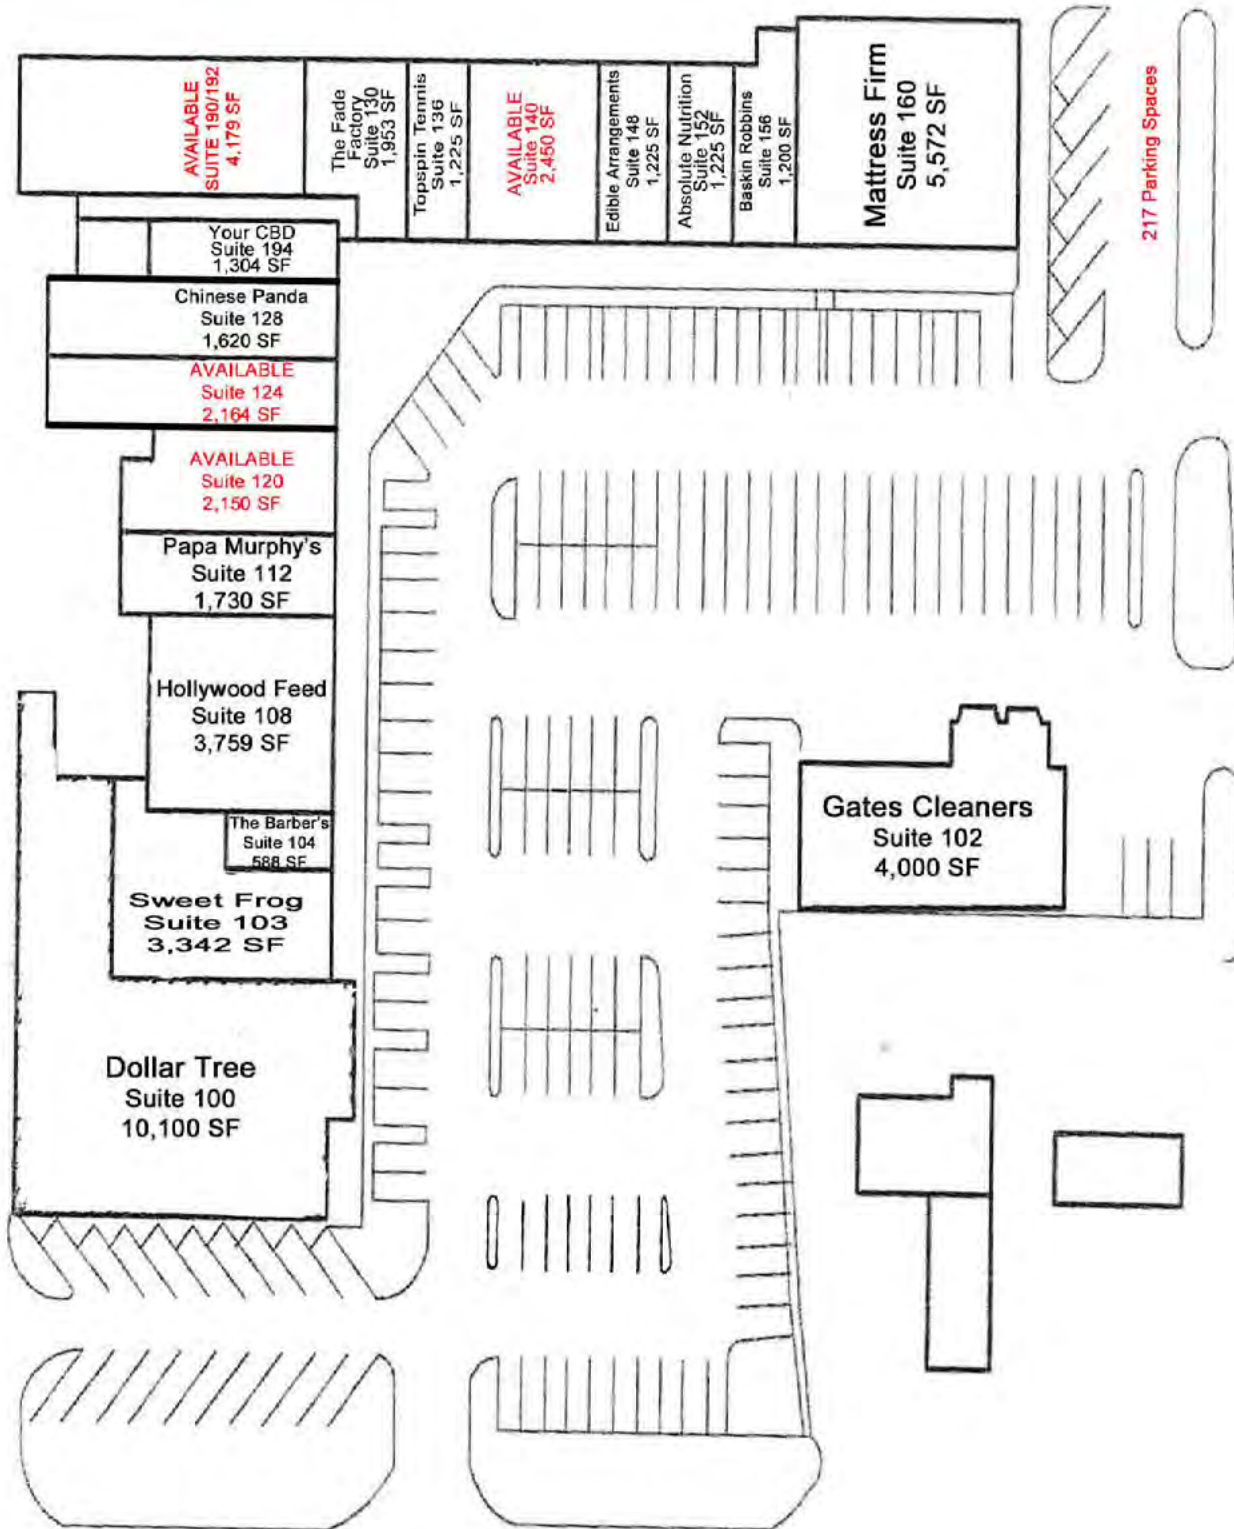 AVAILABLE
SUITE 190/192
4,179 SF
The Fade
Factory
Suite 130
1,953 SF
Topspin Tennis
Suite 136
1,225 SF
AVAILABLE
SUITE 140
2,450 SF
Edible Arrangements
Suite 148
1,225 SF
Absolute Nutrition
Suite 152
1,225 SF
Baskin Robbins
Suite 156
1,200 SF
Mattress Firm
Suite 160
5,572 SF
217 Parking Spaces
Your CBD
Suite 194
1,304 SF
Chinese Panda
Suite 128
1,620 SF
AVAILABLE
Suite 124
2,164 SF
AVAILABLE
Suite 120
2,150 SF
Papa Murphy's
Suite 112
1,730 SF
Hollywood Feed
Suite 108
3,759 SF
The Barber's
Suite 104
588 SF
Sweet Frog
Suite 103
3,342 SF
Gates Cleaners
Suite 102
4,000 SF
Dollar Tree
Suite 100
10,100 SF